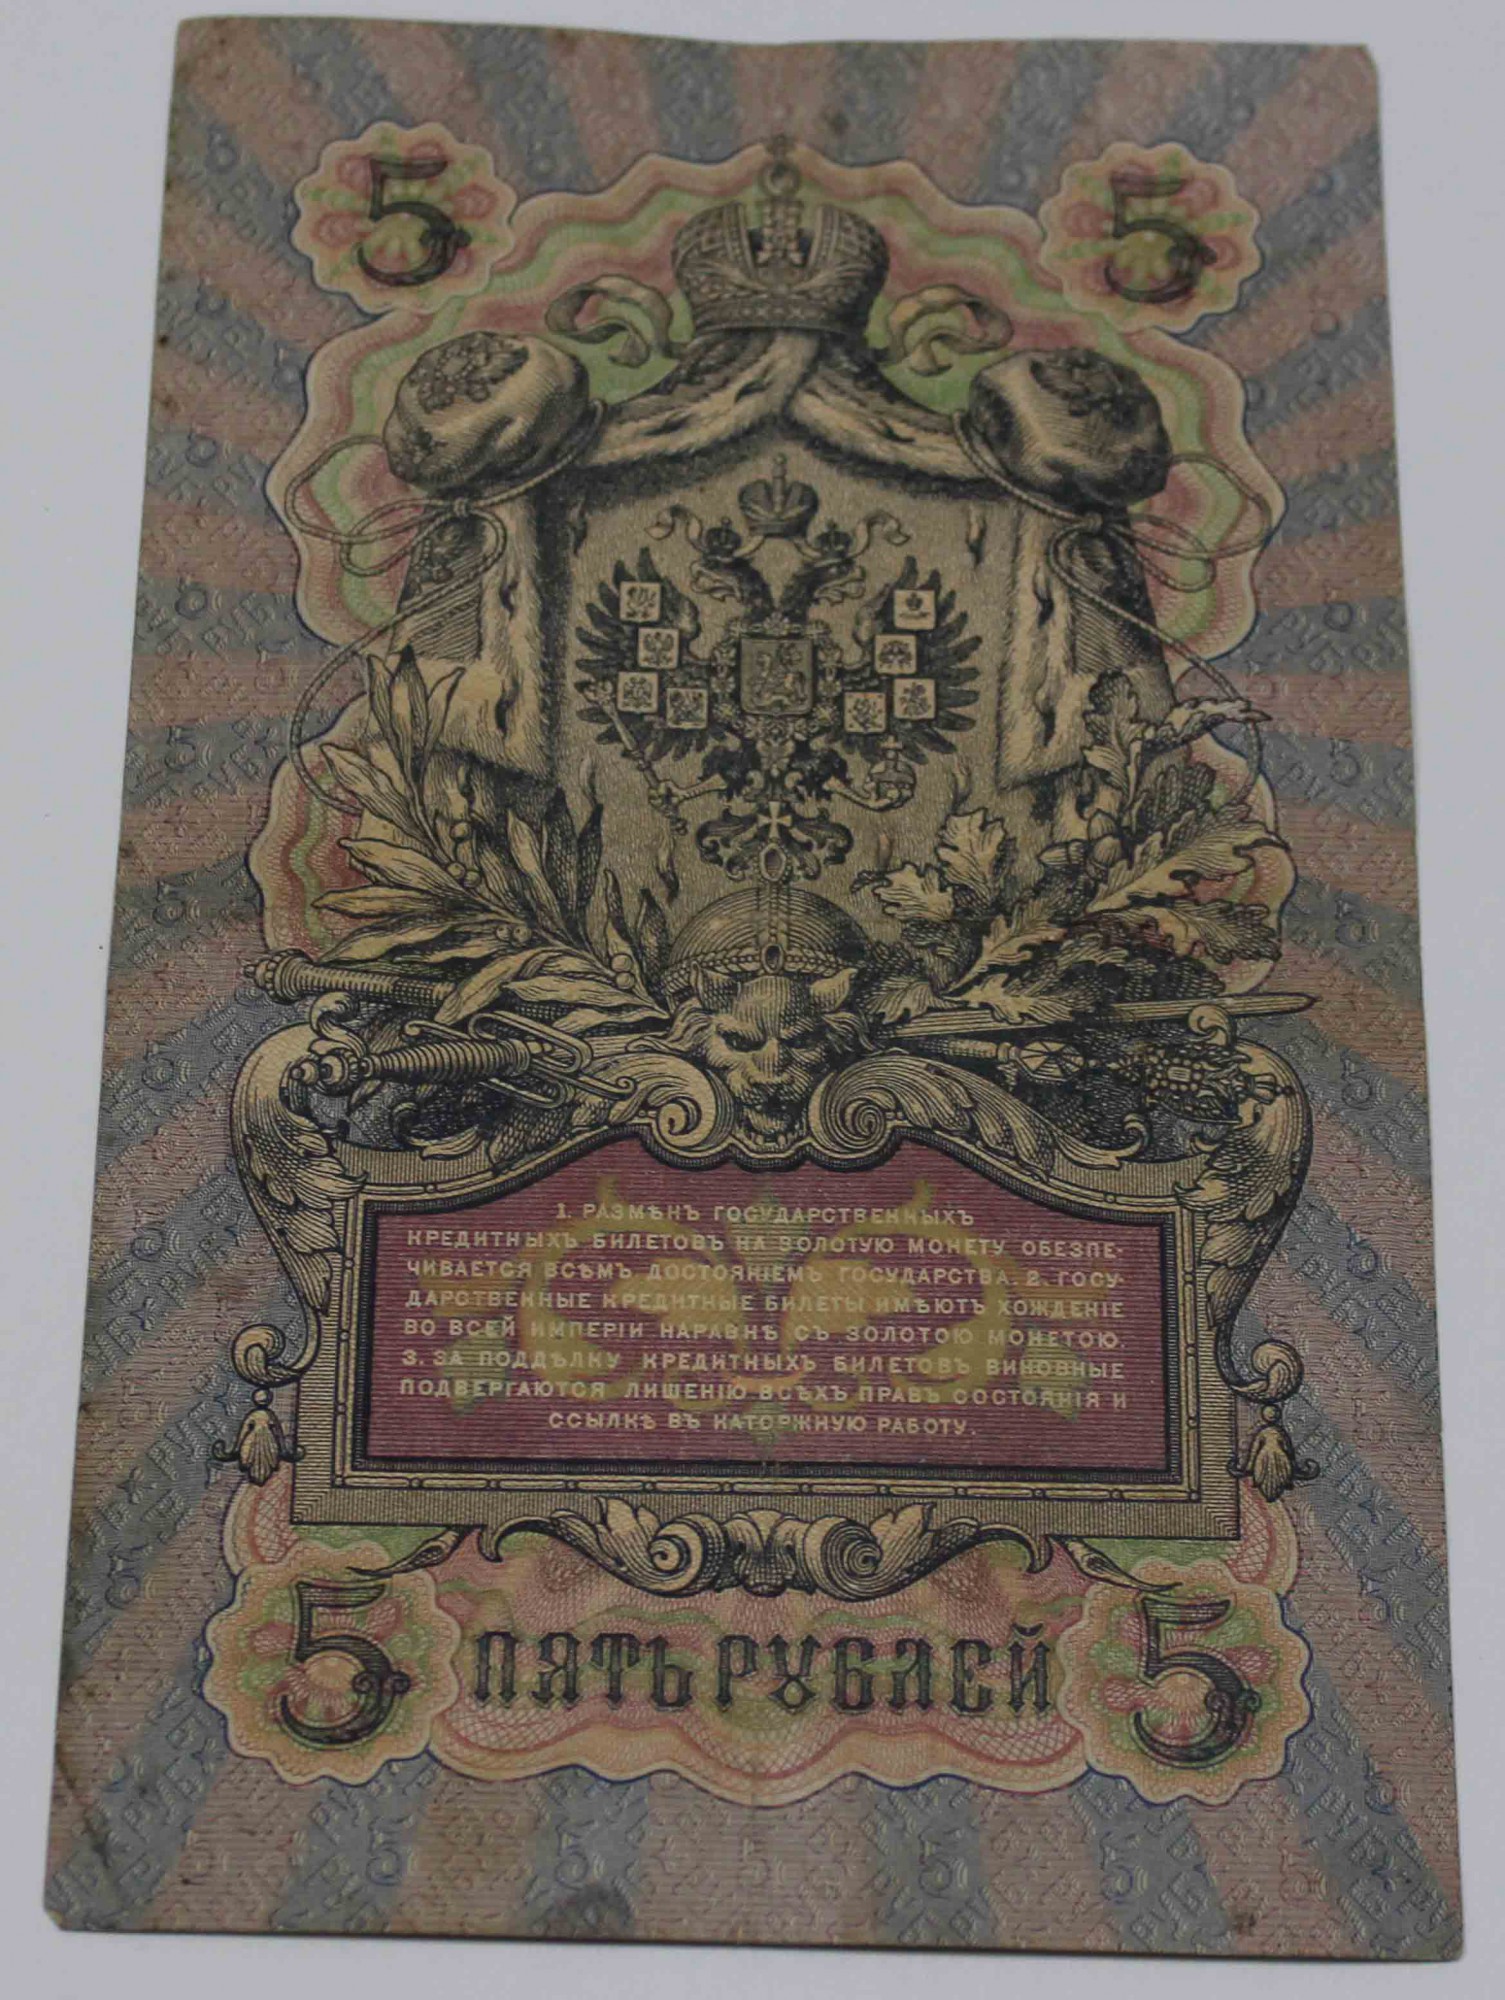 5 5
1. РАЗМѢНЪ ГОСУДАРСТВЕННЫХЪ
КРЕДИТНЫХЪ БИЛЕТОВЪ НА ЗОЛОТУЮ МОНЕТУ ОБЕЗПЕ-
ЧИВАЕТСЯ ВСѢМЪ ДОСТОЯНІЕМЪ ГОСУДАРСТВА. 2. ГОСУ-
ДАРСТВЕННЫЕ КРЕДИТНЫЕ БИЛЕТЫ ИМѢЮТЪ ХОЖДЕНІЕ
ВО ВСЕЙ ИМПЕРІИ НАРАВНѢ СЪ ЗОЛОТОЮ МОНЕТОЮ.
3. ЗА ПОДДѢЛКУ КРЕДИТНЫХЪ БИЛЕТОВЪ ВИНОВНЫЕ
ПОДВЕРГАЮТСЯ ЛИШЕНІЮ ВСѢХЪ ПРАВЪ СОСТОЯНІЯ И
ССЫЛКѢ ВЪ КАТОРЖНУЮ РАБОТУ.
5 ПЯТЬ РУБЛЕЙ 5